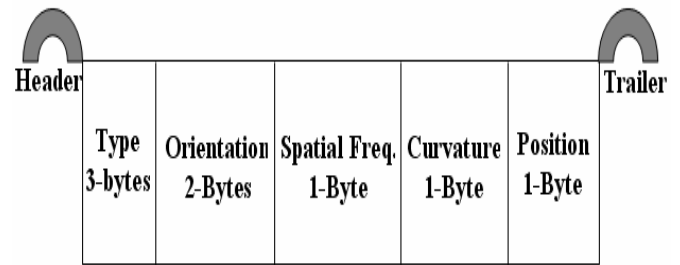 Header
Trailer
Type
3-bytes
Orientation
2-Bytes
Spatial Freq.
1-Byte
Curvature
1-Byte
Position
1-Byte